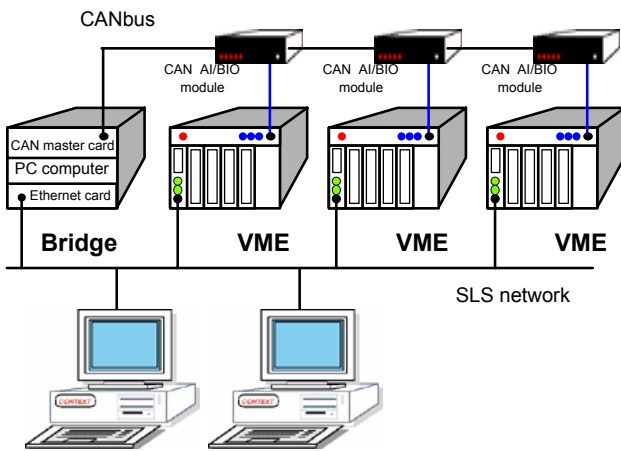 CANbus
CAN AI/BIO
module
CAN AI/BIO
module
CAN AI/BIO
module
CAN master card
PC computer
Ethernet card
Bridge
VME
VME
VME
SLS network
CONTEXT
CONTEXT